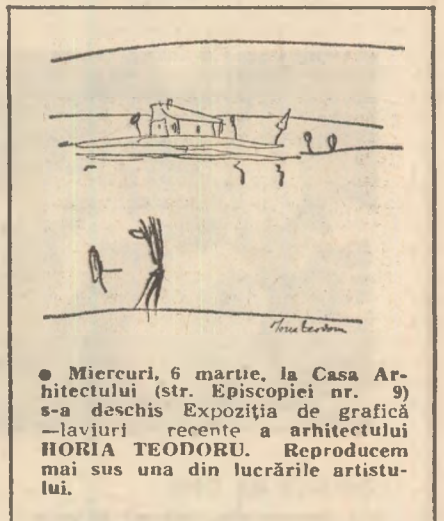 ● Miercuri, 6 martie, la Casa Ar-
hitectului (str. Episcopiei nr. 9)
s-a deschis Expoziția de grafică
—laviuri recente a arhitectului
HORIA TEODORU. Reproducem
mai sus una din lucrările artistu-
lui.